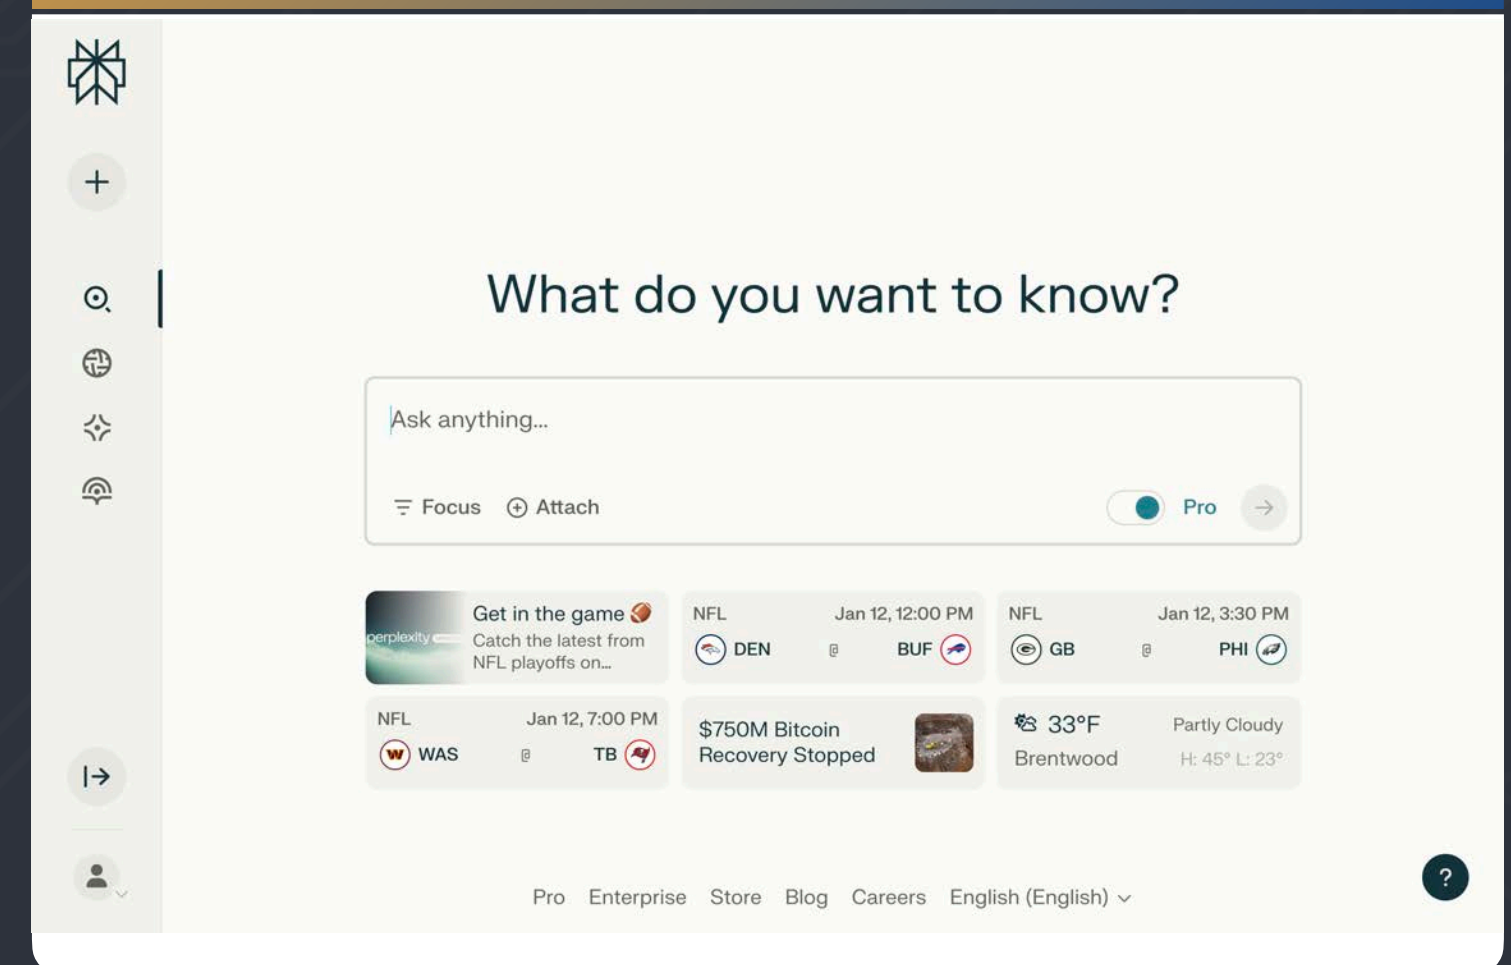 What do you want to know?
Ask anything...
Focus
Attach
Pro
perplexity
Get in the game 🏈
Catch the latest from
NFL playoffs on...
NFL
Jan 12, 12:00 PM
DEN
@
BUF
NFL
Jan 12, 3:30 PM
GB
@
PHI
NFL
Jan 12, 7:00 PM
W
WAS
@
TB
$750M Bitcoin
Recovery Stopped
33°F
Partly Cloudy
Brentwood
H: 45° L: 23°
Pro Enterprise Store Blog Careers English (English)
?